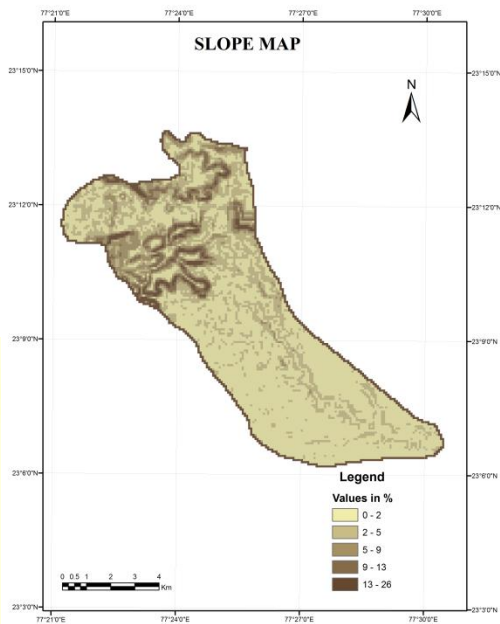 77°21'0"E 77°24'0"E 77°27'0"E 77°30'0"E
SLOPE MAP
23°15'0"N 23°15'0"N
N
23°12'0"N 23°12'0"N
23°9'0"N 23°9'0"N
23°6'0"N 23°6'0"N
Legend
Values in %
0 - 2
2 - 5
5 - 9
9 - 13
13 - 26
0 0.5 1 2 3 4
Km
23°3'0"N 23°3'0"N
77°21'0"E 77°24'0"E 77°27'0"E 77°30'0"E